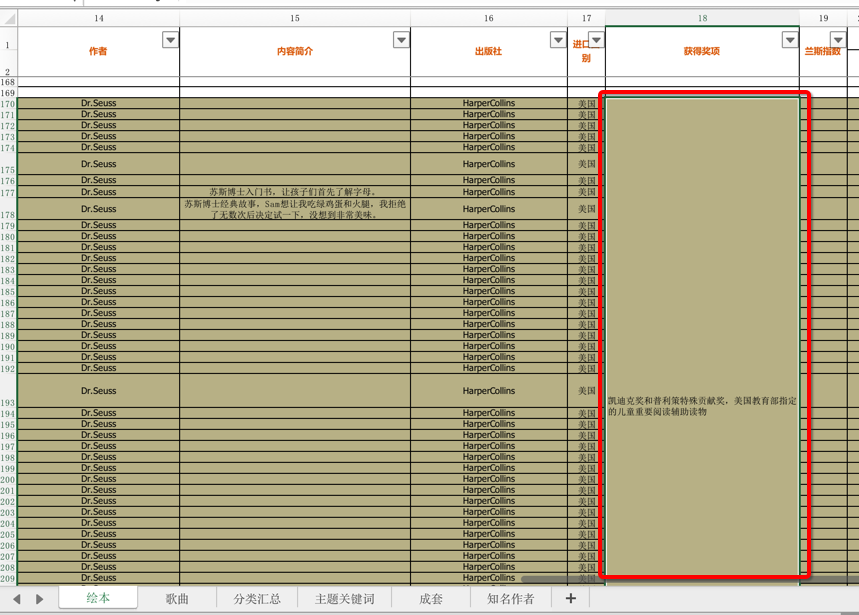 14 15 16 17 18 19
1 作者 内容简介 出版社 进口 获得奖项 兰斯指数
别
2
168
169
170 Dr.Seuss HarperCollins 美国
171 Dr.Seuss HarperCollins 美国
172 Dr.Seuss HarperCollins 美国
173 Dr.Seuss HarperCollins 美国
174 Dr.Seuss HarperCollins 美国
175 Dr.Seuss HarperCollins 美国
176 Dr.Seuss HarperCollins 美国
177 Dr.Seuss 苏斯博士入门书，让孩子们首先了解字母。 HarperCollins 美国
苏斯博士经典故事，Sam想让我吃绿鸡蛋和火腿，我拒绝
178 Dr.Seuss 了无数次后决定试一下，没想到非常美味。 HarperCollins 美国
179 Dr.Seuss HarperCollins 美国
180 Dr.Seuss HarperCollins 美国
181 Dr.Seuss HarperCollins 美国
182 Dr.Seuss HarperCollins 美国
183 Dr.Seuss HarperCollins 美国
184 Dr.Seuss HarperCollins 美国
185 Dr.Seuss HarperCollins 美国
186 Dr.Seuss HarperCollins 美国
187 Dr.Seuss HarperCollins 美国
188 Dr.Seuss HarperCollins 美国
189 Dr.Seuss HarperCollins 美国
190 Dr.Seuss HarperCollins 美国
191 Dr.Seuss HarperCollins 美国
192 Dr.Seuss HarperCollins 美国
193 Dr.Seuss HarperCollins 美国
凯迪克奖和普利策特殊贡献奖，美国教育部指定
的儿童重要阅读辅助读物
194 Dr.Seuss HarperCollins 美国
195 Dr.Seuss HarperCollins 美国
196 Dr.Seuss HarperCollins 美国
197 Dr.Seuss HarperCollins 美国
198 Dr.Seuss HarperCollins 美国
199 Dr.Seuss HarperCollins 美国
200 Dr.Seuss HarperCollins 美国
201 Dr.Seuss HarperCollins 美国
202 Dr.Seuss HarperCollins 美国
203 Dr.Seuss HarperCollins 美国
204 Dr.Seuss HarperCollins 美国
205 Dr.Seuss HarperCollins 美国
206 Dr.Seuss HarperCollins 美国
207 Dr.Seuss HarperCollins 美国
208 Dr.Seuss HarperCollins 美国
209 Dr.Seuss HarperCollins 美国
绘本 歌曲 分类汇总 主题关键词 成套 知名作者 +